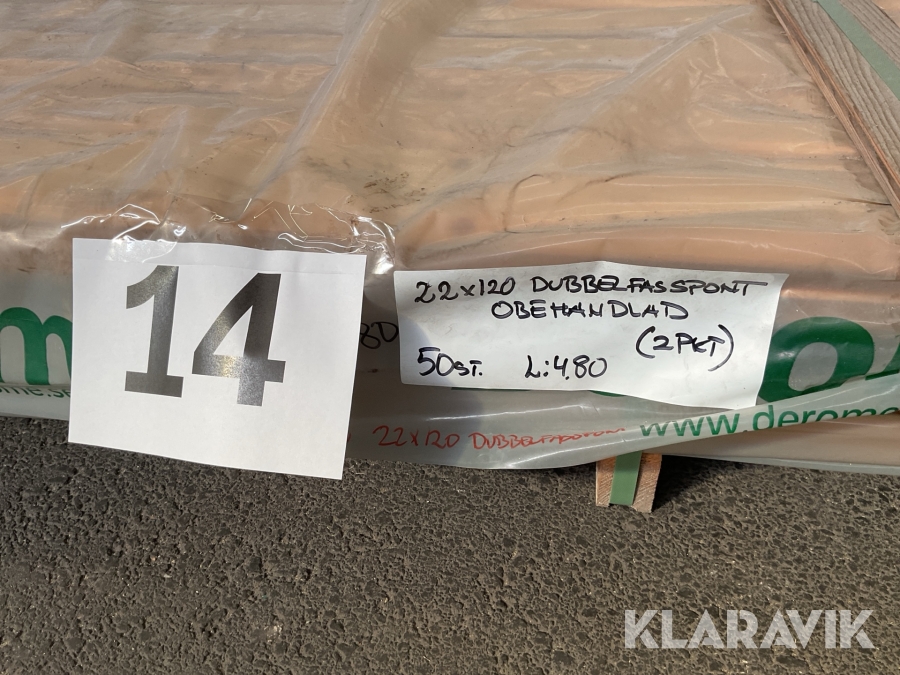 14
22x120 DUBBELFASSPONT
OBEHANDLAD
(2PKT)
50ST. L:4.80
22x120 DUBBELFASSPONT
www.derome
KLARAVIK